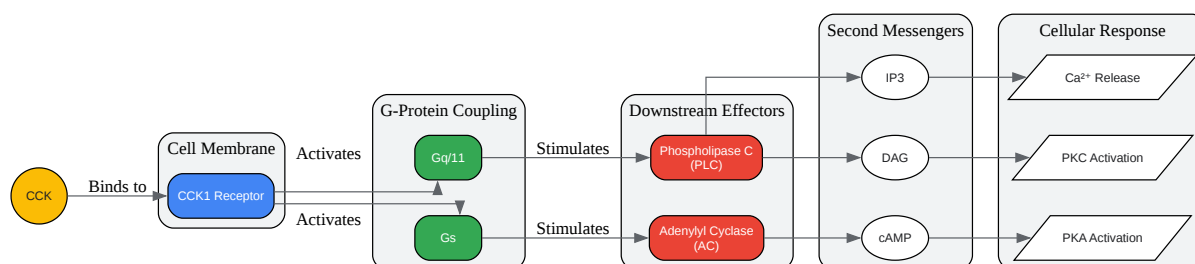 Second Messengers
Cellular Response
IP3
Ca²⁺ Release
G-Protein Coupling
Downstream Effectors
Cell Membrane
Activates
Gq/11
Stimulates
Phospholipase C
(PLC)
DAG
PKC Activation
CCK
Binds to
CCK1 Receptor
Activates
Gs
Stimulates
Adenylyl Cyclase
(AC)
cAMP
PKA Activation